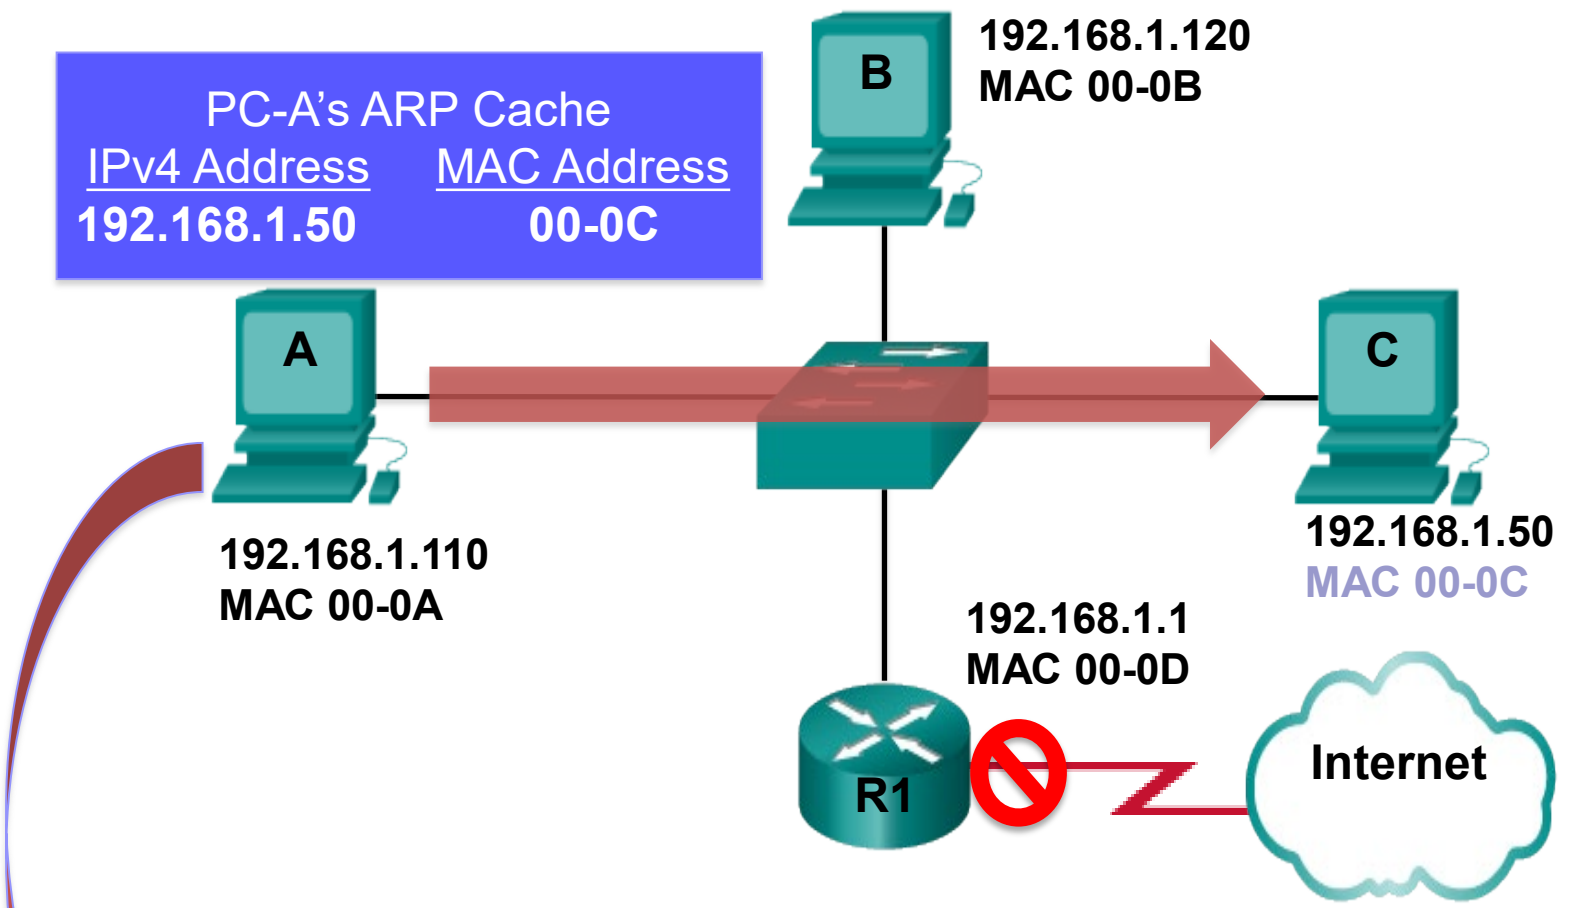 PC-A’s ARP Cache
IPv4 Address MAC Address
192.168.1.50 00-0C
B
192.168.1.120
MAC 00-0B
A
192.168.1.110
MAC 00-0A
C
192.168.1.50
MAC 00-0C
192.168.1.1
MAC 00-0D
R1
Internet